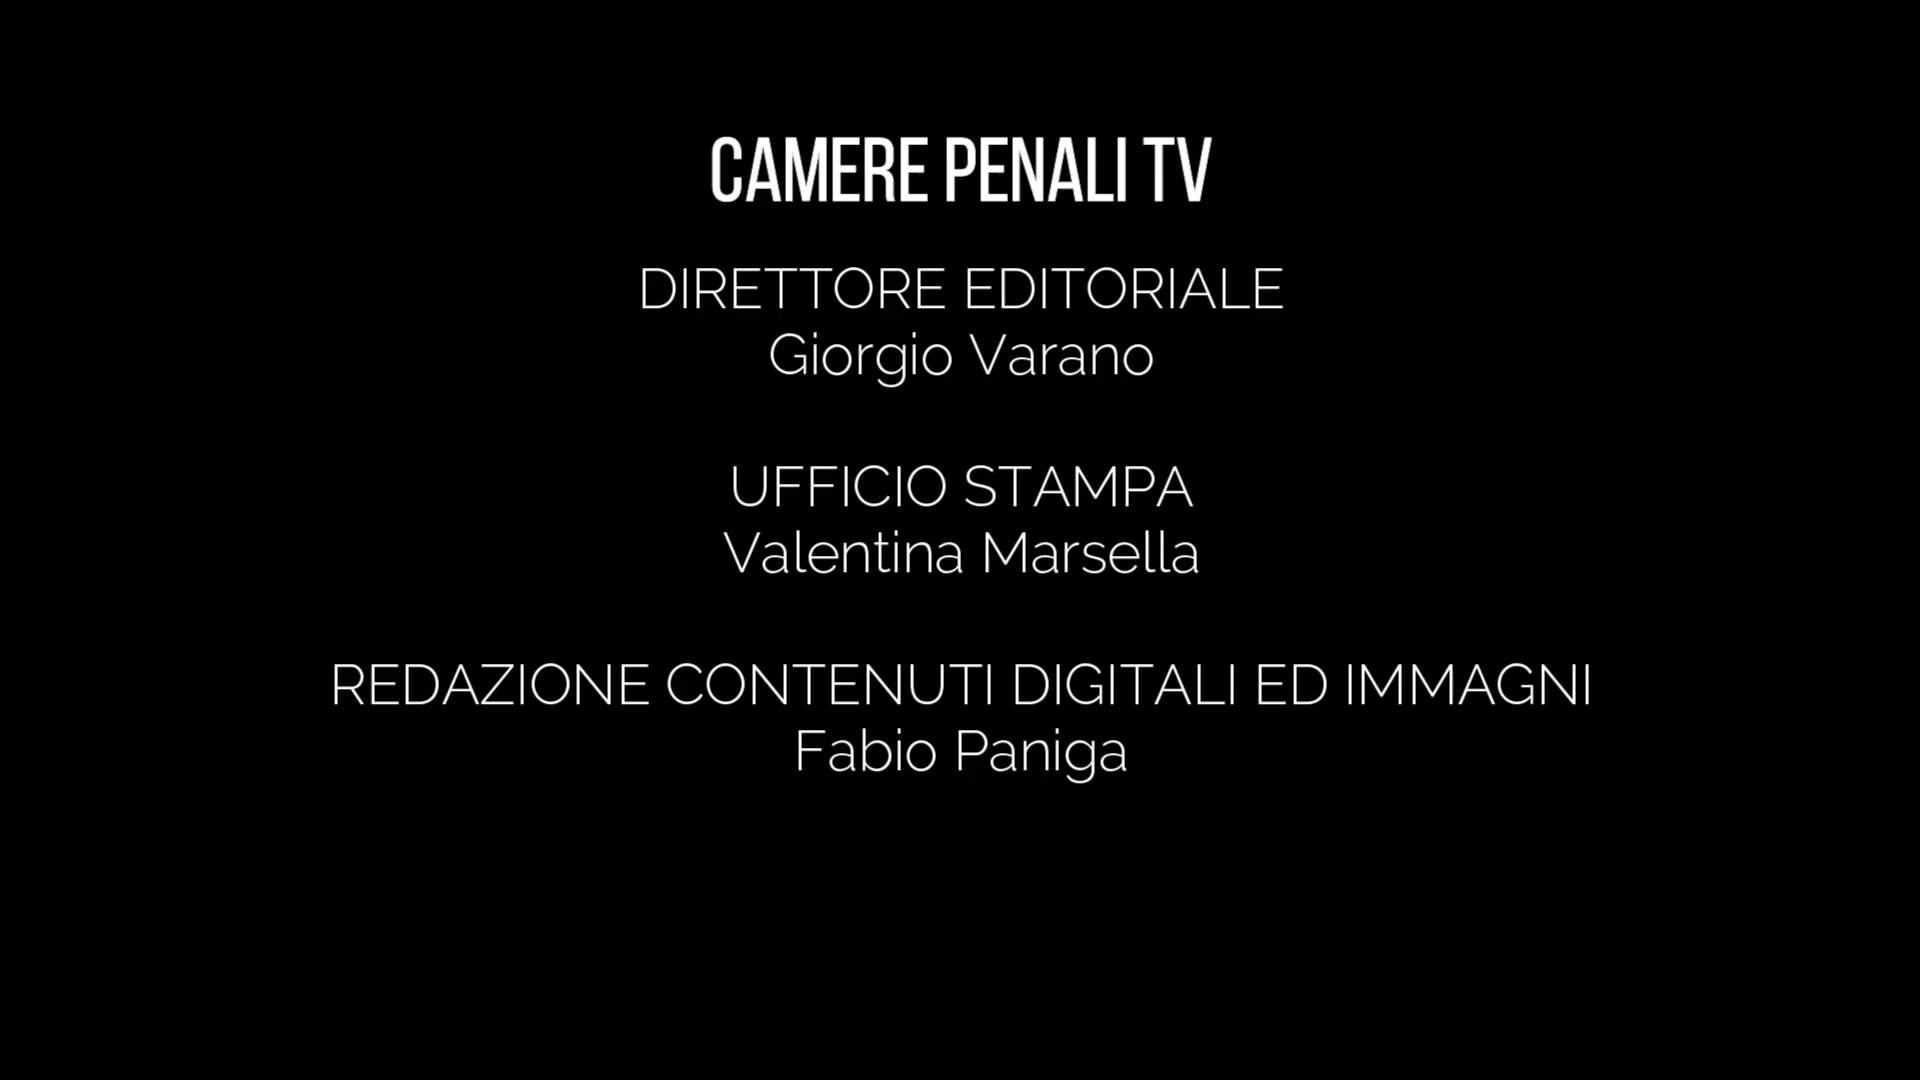 CAMERE PENALI TV
DIRETTORE EDITORIALE
Giorgio Varano
UFFICIO STAMPA
Valentina Marsella
REDAZIONE CONTENUTI DIGITALI ED IMMAGNI
Fabio Paniga